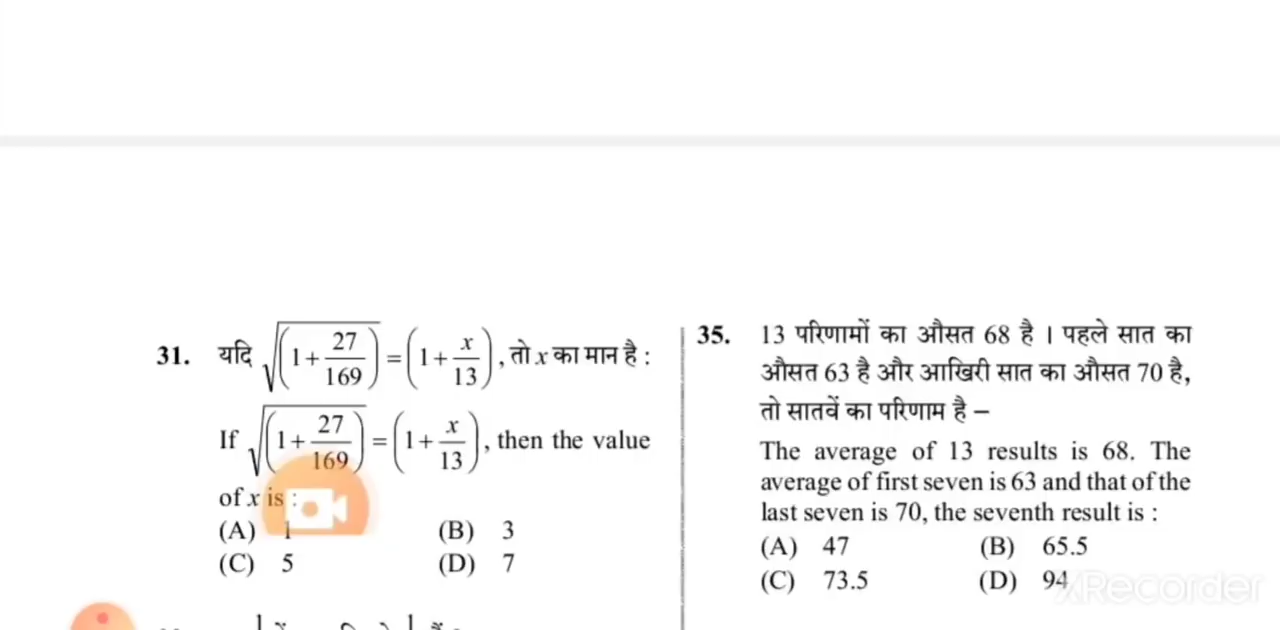 31. यदि √(1+27/169) = (1+x/13), तो x का मान है :
If √(1+27/169) = (1+x/13), then the value
of x is :
(A) 1 (B) 3
(C) 5 (D) 7
35. 13 परिणामों का औसत 68 है । पहले सात का
औसत 63 है और आखिरी सात का औसत 70 है,
तो सातवें का परिणाम है –
The average of 13 results is 68. The
average of first seven is 63 and that of the
last seven is 70, the seventh result is :
(A) 47 (B) 65.5
(C) 73.5 (D) 94
XRecorder